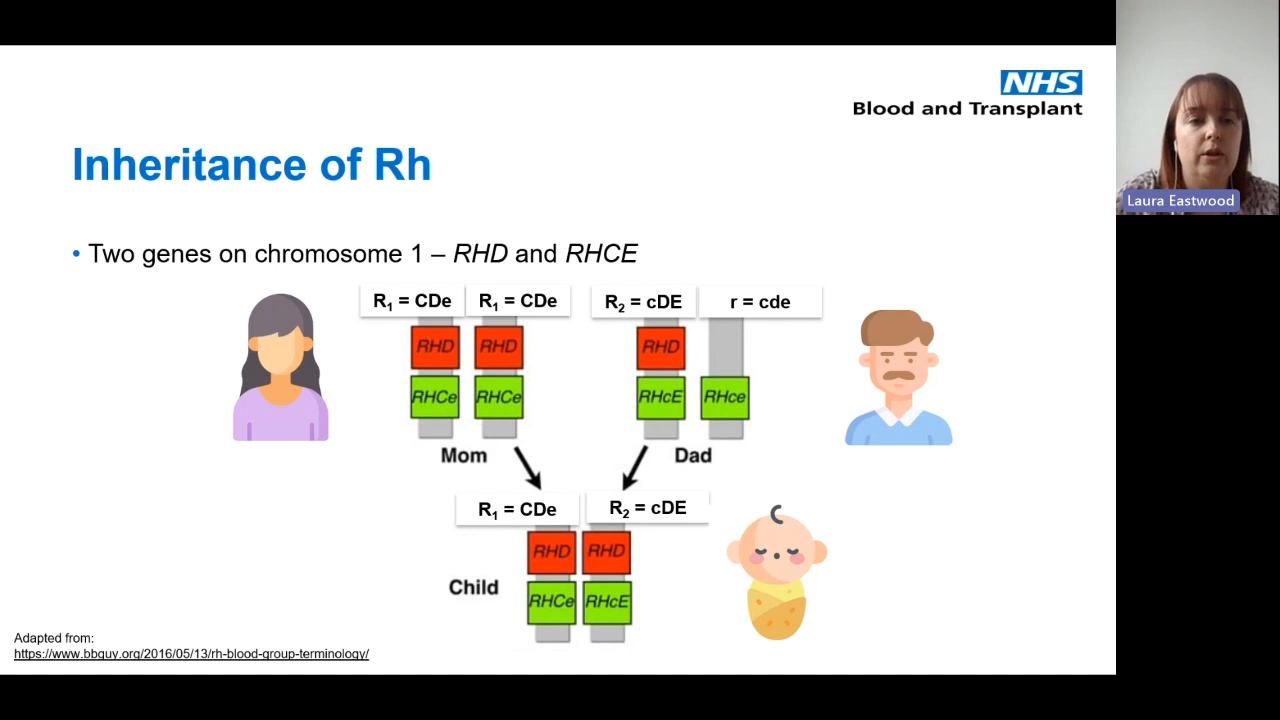 NHS
Blood and Transplant
Laura Eastwood
Inheritance of Rh
• Two genes on chromosome 1 – RHD and RHCE
R₁ = CDe R₁ = CDe R₂ = cDE r = cde
RHD RHD RHD
RHCe RHCe RHcE RHce
Mom Dad
R₁ = CDe R₂ = cDE
RHD RHD
Child
RHCe RHcE
Adapted from:
https://www.bbguy.org/2016/05/13/rh-blood-group-terminology/